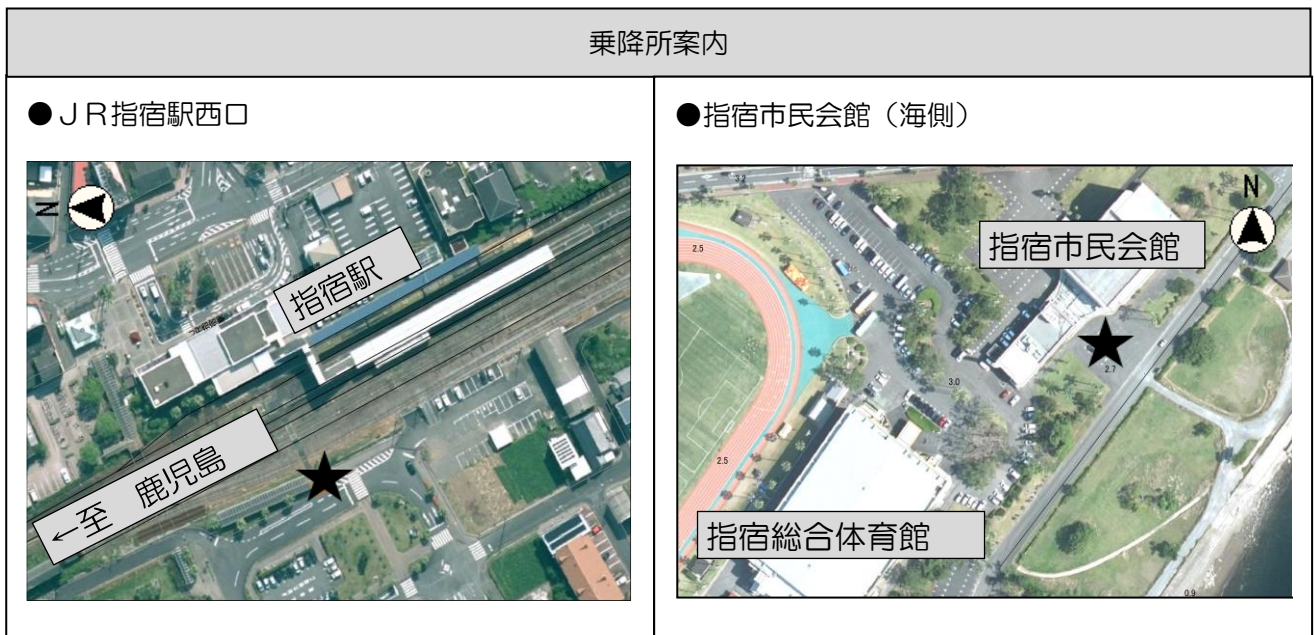 乗降所案内
●ＪＲ指宿駅西口
N
指宿駅
←至　鹿児島
●指宿市民会館（海側）
3.2
N
2.5
指宿市民会館
2.7
3.0
2.5
指宿総合体育館
0.9